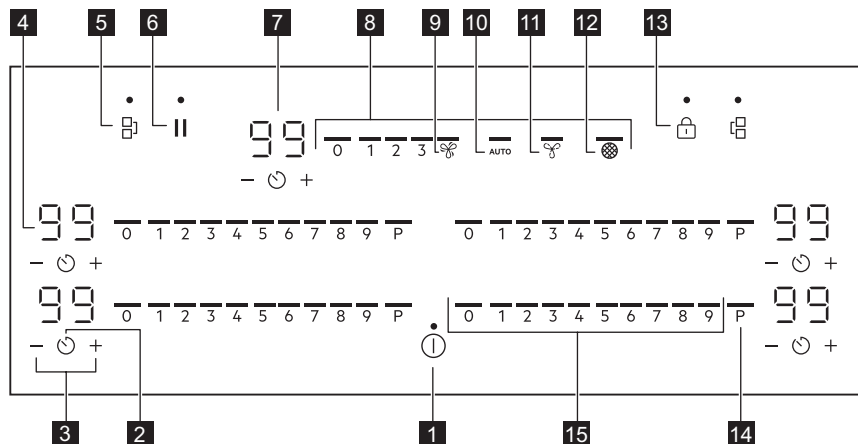 4 5 6 7 8 9 10 11 12 13
99 0 1 2 3 AUTO
- +
99 0 1 2 3 4 5 6 7 8 9 P 0 1 2 3 4 5 6 7 8 9 P 99
- + - +
99 0 1 2 3 4 5 6 7 8 9 P 0 1 2 3 4 5 6 7 8 9 P 99
- + - +
3 2 1 15 14